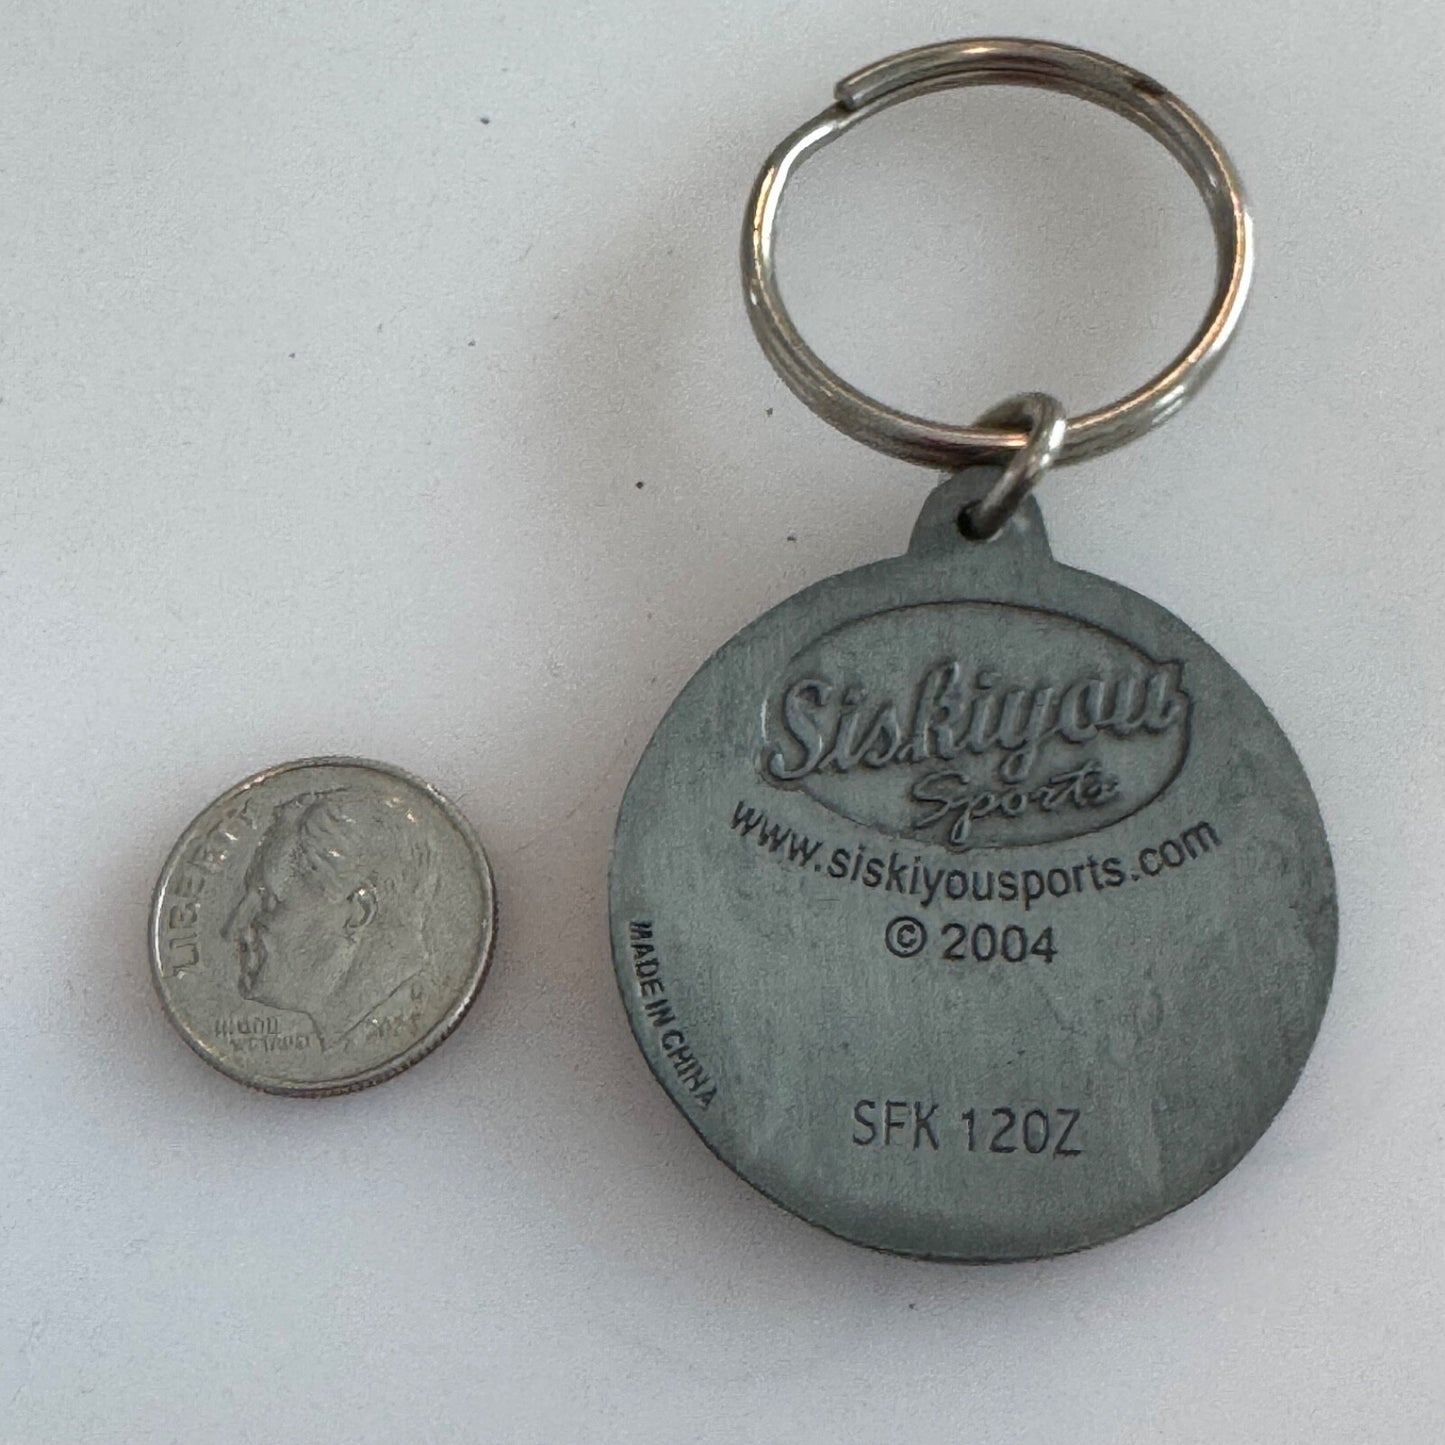 Siskiyou
Sports
www.siskiyousports.com
© 2004
MADE IN CHINA
SFK 120Z
LIBERTY